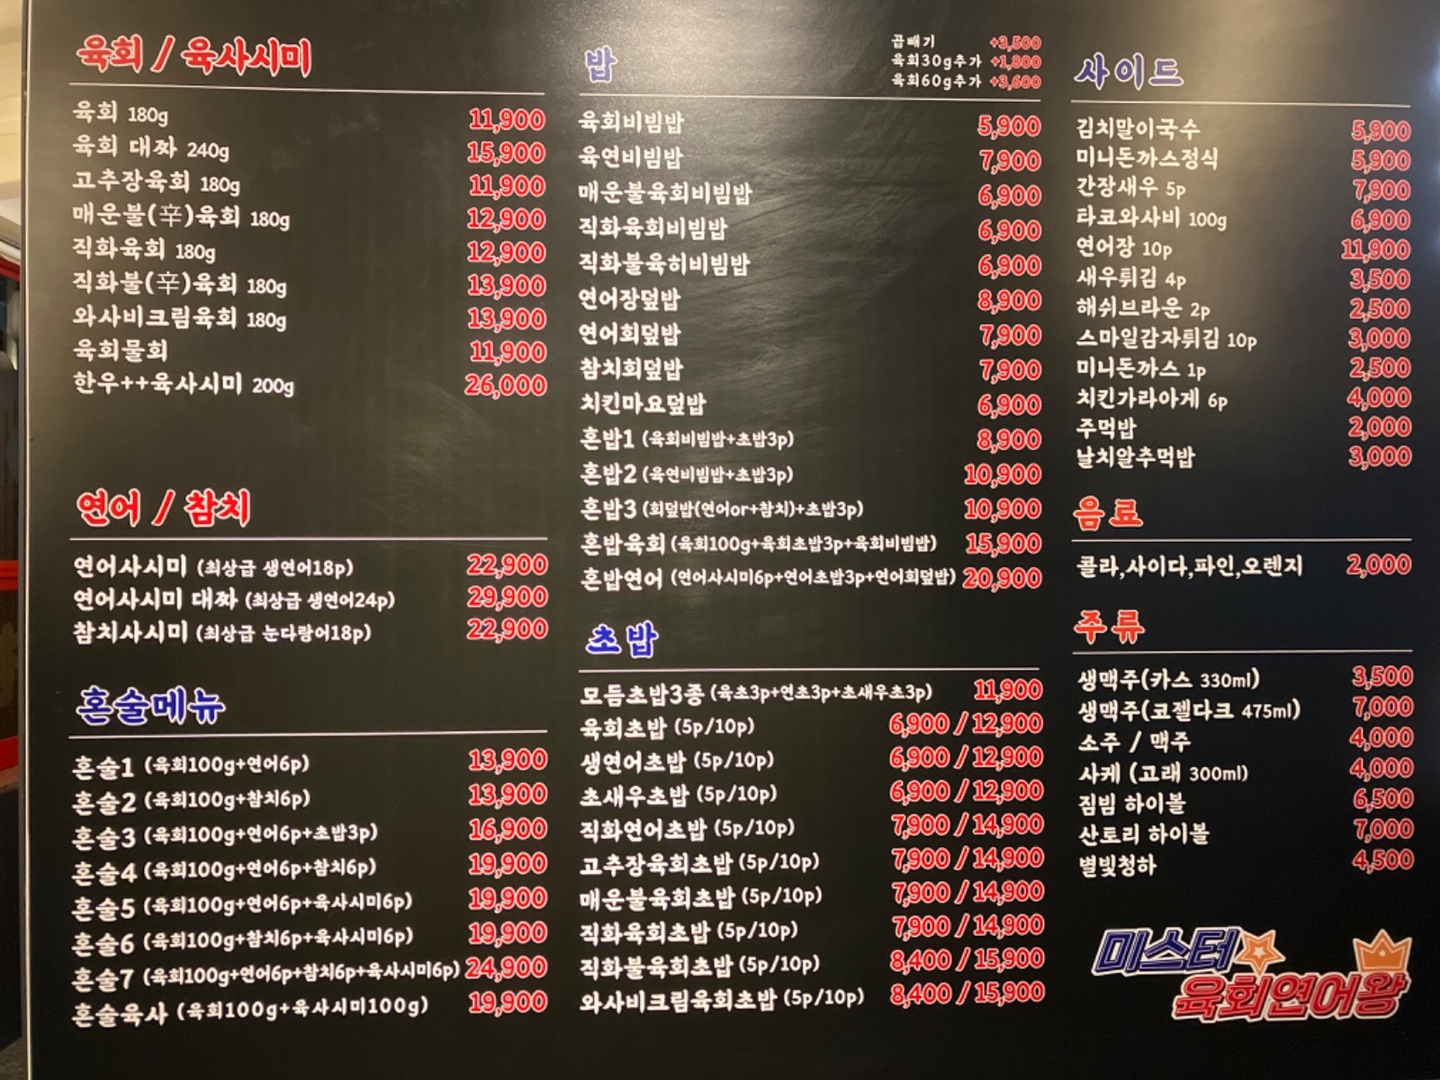 육회 / 육사시미
육회 180g 11,900
육회 대짜 240g 15,900
고추장육회 180g 11,900
매운불(辛)육회 180g 12,900
직화육회 180g 12,900
직화불(辛)육회 180g 13,900
와사비크림육회 180g 13,900
육회물회 11,900
한우++육사시미 200g 26,000
연어 / 참치
연어사시미 (최상급 생연어18p) 22,900
연어사시미 대짜 (최상급 생연어24p) 29,900
참치사시미 (최상급 눈다랑어18p) 22,900
혼술메뉴
혼술1 (육회100g+연어6p) 13,900
혼술2 (육회100g+참치6p) 13,900
혼술3 (육회100g+연어6p+초밥3p) 16,900
혼술4 (육회100g+연어6p+참치6p) 19,900
혼술5 (육회100g+연어6p+육사시미6p) 19,900
혼술6 (육회100g+참치6p+육사시미6p) 19,900
혼술7 (육회100g+연어6p+참치6p+육사시미6p) 24,900
혼술육사 (육회100g+육사시미100g) 19,900
밥
곱빼기 +3,500
육회30g추가 +1,800
육회60g추가 +3,600
육회비빔밥 5,900
육연비빔밥 7,900
매운불육회비빔밥 6,900
직화육회비빔밥 6,900
직화불육히비빔밥 6,900
연어장덮밥 8,900
연어회덮밥 7,900
참치회덮밥 7,900
치킨마요덮밥 6,900
혼밥1 (육회비빔밥+초밥3p) 8,900
혼밥2 (육연비빔밥+초밥3p) 10,900
혼밥3 (회덮밥(연어or+참치)+초밥3p) 10,900
혼밥육회 (육회100g+육회초밥3p+육회비빔밥) 15,900
혼밥연어 (연어사시미6p+연어초밥3p+연어회덮밥) 20,900
초밥
모듬초밥3종 (육초3p+연초3p+초새우초3p) 11,900
육회초밥 (5p/10p) 6,900 / 12,900
생연어초밥 (5p/10p) 6,900 / 12,900
초새우초밥 (5p/10p) 6,900 / 12,900
직화연어초밥 (5p/10p) 7,900 / 14,900
고추장육회초밥 (5p/10p) 7,900 / 14,900
매운불육회초밥 (5p/10p) 7,900 / 14,900
직화육회초밥 (5p/10p) 7,900 / 14,900
직화불육회초밥 (5p/10p) 8,400 / 15,900
와사비크림육회초밥 (5p/10p) 8,400 / 15,900
사이드
김치말이국수 5,900
미니돈까스정식 5,900
간장새우 5p 7,900
타코와사비 100g 6,900
연어장 10p 11,900
새우튀김 4p 3,500
해쉬브라운 2p 2,500
스마일감자튀김 10p 3,000
미니돈까스 1p 2,500
치킨가라아게 6p 4,000
주먹밥 2,000
날치알추먹밥 3,000
음료
콜라,사이다,파인,오렌지 2,000
주류
생맥주(카스 330ml) 3,500
생맥주(코젤다크 475ml) 7,000
소주 / 맥주 4,000
사케 (고래 300ml) 4,000
짐빔 하이볼 6,500
산토리 하이볼 7,000
별빛청하 4,500
미스터
육회연어왕